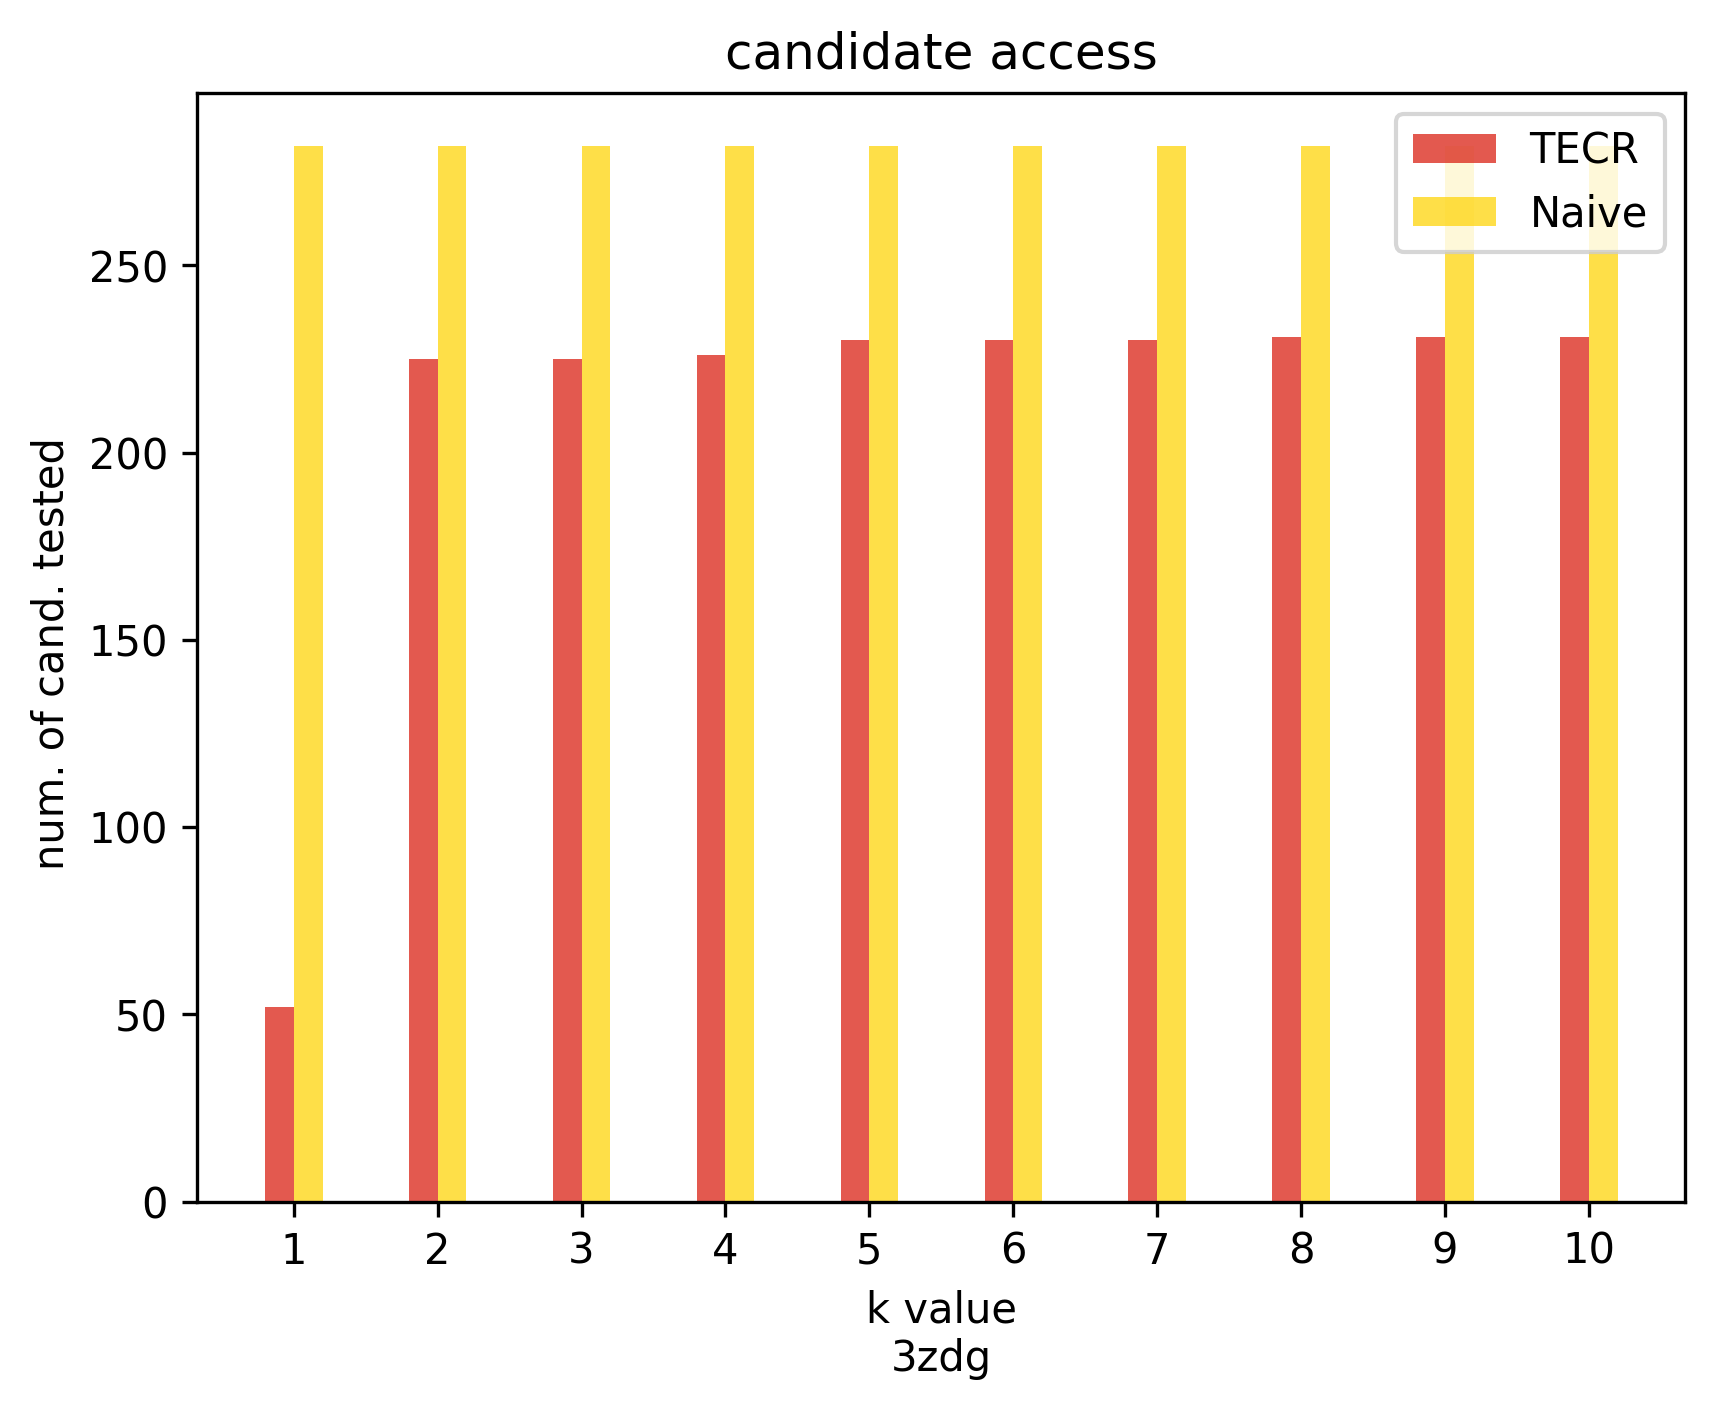 candidate access
TECR
Naive
num. of cand. tested
250
200
150
100
50
0
1 2 3 4 5 6 7 8 9 10
k value
3zdg